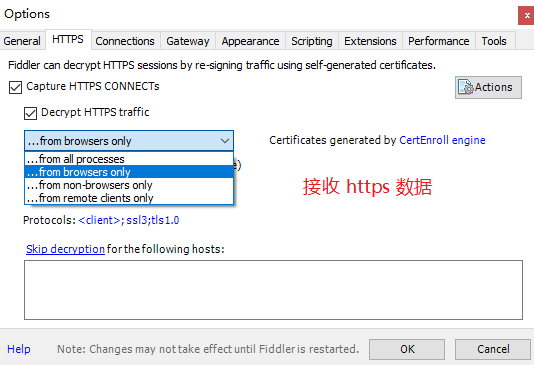 Options
x
General HTTPS Connections Gateway Appearance Scripting Extensions Performance Tools
Fiddler can decrypt HTTPS sessions by re-signing traffic using self-generated certificates.
Capture HTTPS CONNECTs
Actions
Decrypt HTTPS traffic
...from browsers only
Certificates generated by CertEnroll engine
...from all processes
...from browsers only
...from non-browsers only
...from remote clients only
e)
接收 https 数据
Protocols: <client>;ssl3;tls1.0
Skip decryption for the following hosts:
Help
Note: Changes may not take effect until Fiddler is restarted.
OK
Cancel